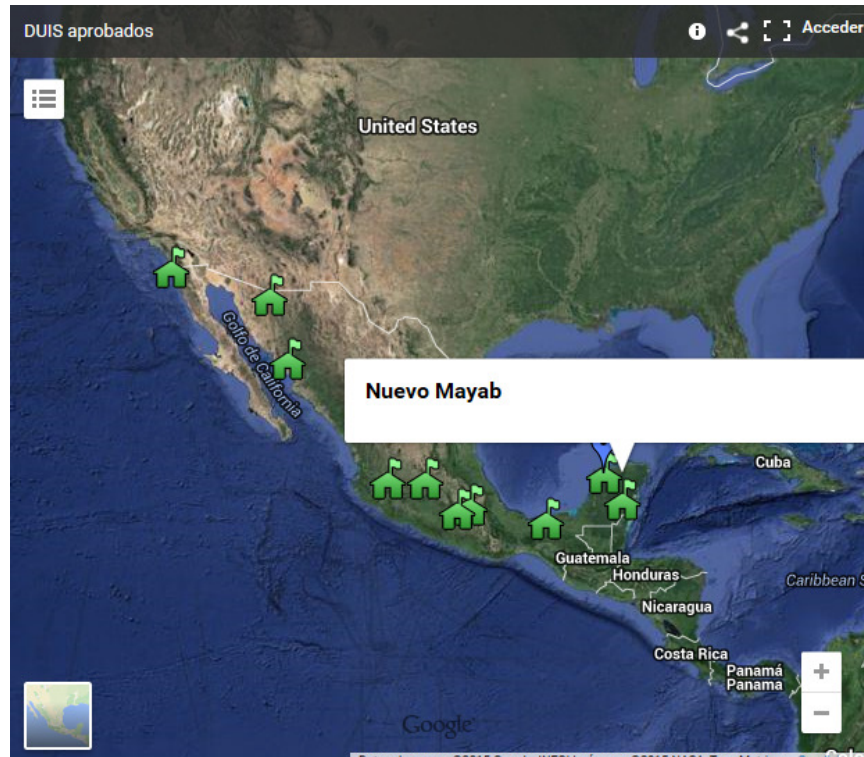 DUIS aprobados
Acceder
United States
Golfo de California
Nuevo Mayab
Cuba
Guatemala
Honduras
Caribbean
Nicaragua
Costa Rica
Panamá
Panama
Google